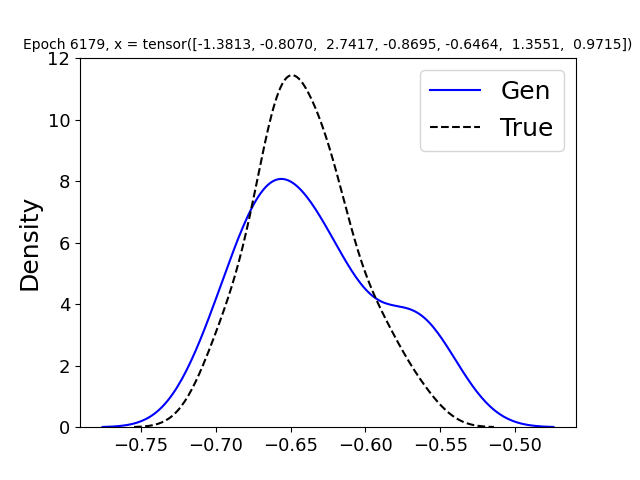 Epoch 6179, x = tensor([-1.3813, -0.8070,  2.7417, -0.8695, -0.6464,  1.3551,  0.9715])
12
10
8
6
4
2
0
Density
Gen
True
−0.75 −0.70 −0.65 −0.60 −0.55 −0.50